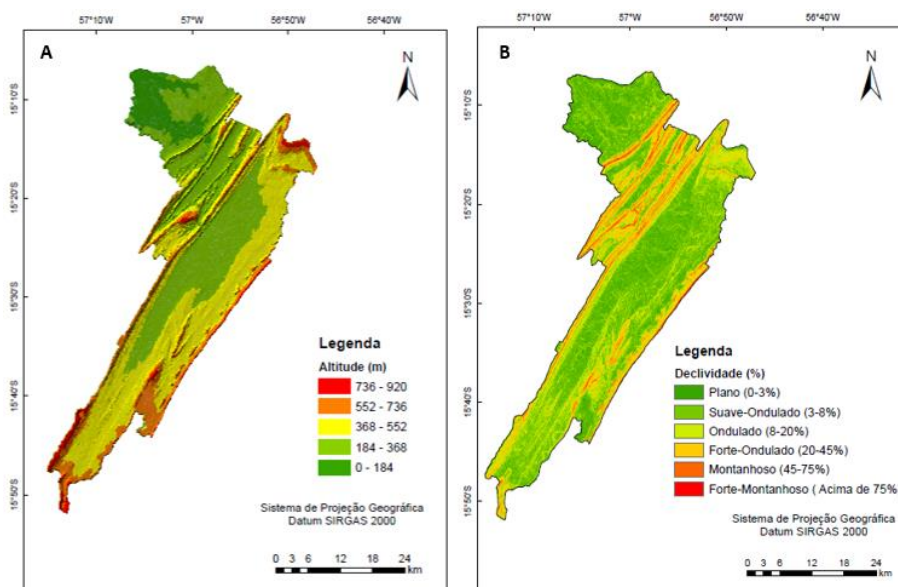 57°10'W 57°0'W 56°50'W 56°40'W
A
N
15°10'S
15°20'S
15°30'S
15°40'S
15°50'S
Legenda
Altitude (m)
736 - 920
552 - 736
368 - 552
184 - 368
0 - 184
Sistema de Projeção Geográfica
Datum SIRGAS 2000
0 3 6 12 18 24
km
57°10'W 57°0'W 56°50'W 56°40'W
B
N
15°10'S
15°20'S
15°30'S
15°40'S
15°50'S
Legenda
Declividade (%)
Plano (0-3%)
Suave-Ondulado (3-8%)
Ondulado (8-20%)
Forte-Ondulado (20-45%)
Montanhoso (45-75%)
Forte-Montanhoso ( Acima de 75%
Sistema de Projeção Geográfica
Datum SIRGAS 2000
0 3 6 12 18 24
km